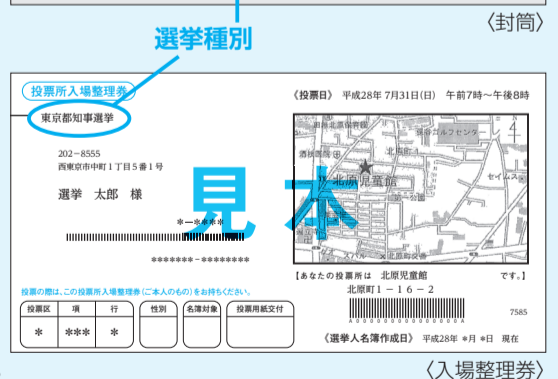 〈封筒〉
選挙種別
投票所入場整理券
東京都知事選挙
《投票日》 平成28年 7月31日(日) 午前7時～午後8時
202－8555
西東京市中町1丁目5番1号
選挙 太郎 様
＊－＊＊＊＊
＊＊＊＊＊＊＊－＊＊＊＊＊＊＊＊
見本
北原児童館
北原町交通
【あなたの投票所は 北原児童館 です。】
北原町1－16－2
A000000000000000A
7585
投票の際は、この投票所入場整理券(ご本人のもの)をお持ちください。
投票区 項 行 性別 名簿対象 投票用紙交付
＊ ＊＊＊ ＊
《選挙人名簿作成日》 平成28年 ＊月 ＊日 現在
〈入場整理券〉